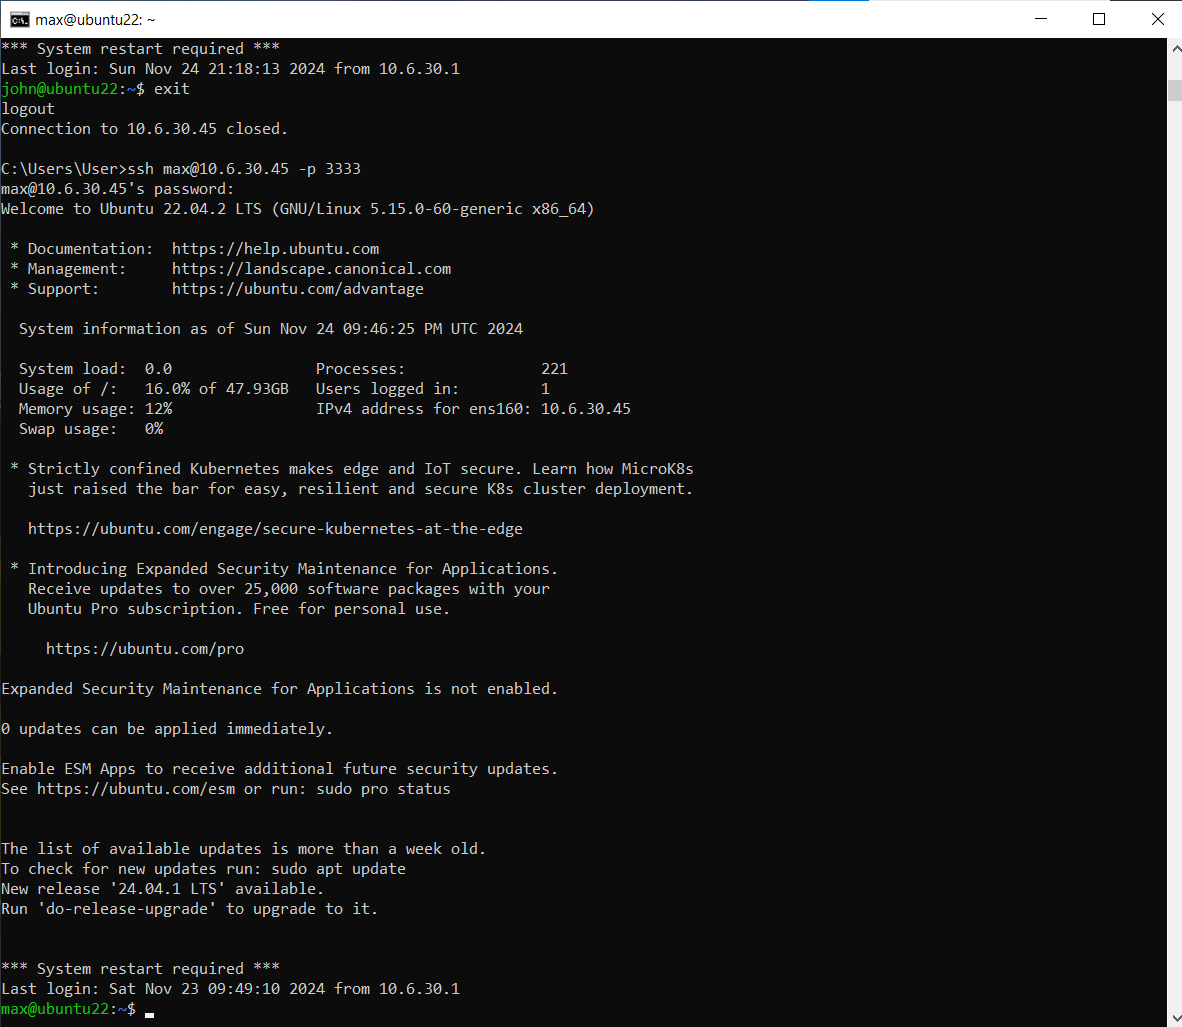 max@ubuntu22: ~
*** System restart required ***
Last login: Sun Nov 24 21:18:13 2024 from 10.6.30.1
john@ubuntu22:~$ exit
logout
Connection to 10.6.30.45 closed.
C:\Users\User>ssh max@10.6.30.45 -p 3333
max@10.6.30.45's password:
Welcome to Ubuntu 22.04.2 LTS (GNU/Linux 5.15.0-60-generic x86_64)
* Documentation:  https://help.ubuntu.com
* Management:     https://landscape.canonical.com
* Support:        https://ubuntu.com/advantage
System information as of Sun Nov 24 09:46:25 PM UTC 2024
System load:  0.0                Processes:               221
Usage of /:   16.0% of 47.93GB   Users logged in:         1
Memory usage: 12%                IPv4 address for ens160: 10.6.30.45
Swap usage:   0%
* Strictly confined Kubernetes makes edge and IoT secure. Learn how MicroK8s
just raised the bar for easy, resilient and secure K8s cluster deployment.
https://ubuntu.com/engage/secure-kubernetes-at-the-edge
* Introducing Expanded Security Maintenance for Applications.
Receive updates to over 25,000 software packages with your
Ubuntu Pro subscription. Free for personal use.
https://ubuntu.com/pro
Expanded Security Maintenance for Applications is not enabled.
0 updates can be applied immediately.
Enable ESM Apps to receive additional future security updates.
See https://ubuntu.com/esm or run: sudo pro status
The list of available updates is more than a week old.
To check for new updates run: sudo apt update
New release '24.04.1 LTS' available.
Run 'do-release-upgrade' to upgrade to it.
*** System restart required ***
Last login: Sat Nov 23 09:49:10 2024 from 10.6.30.1
max@ubuntu22:~$